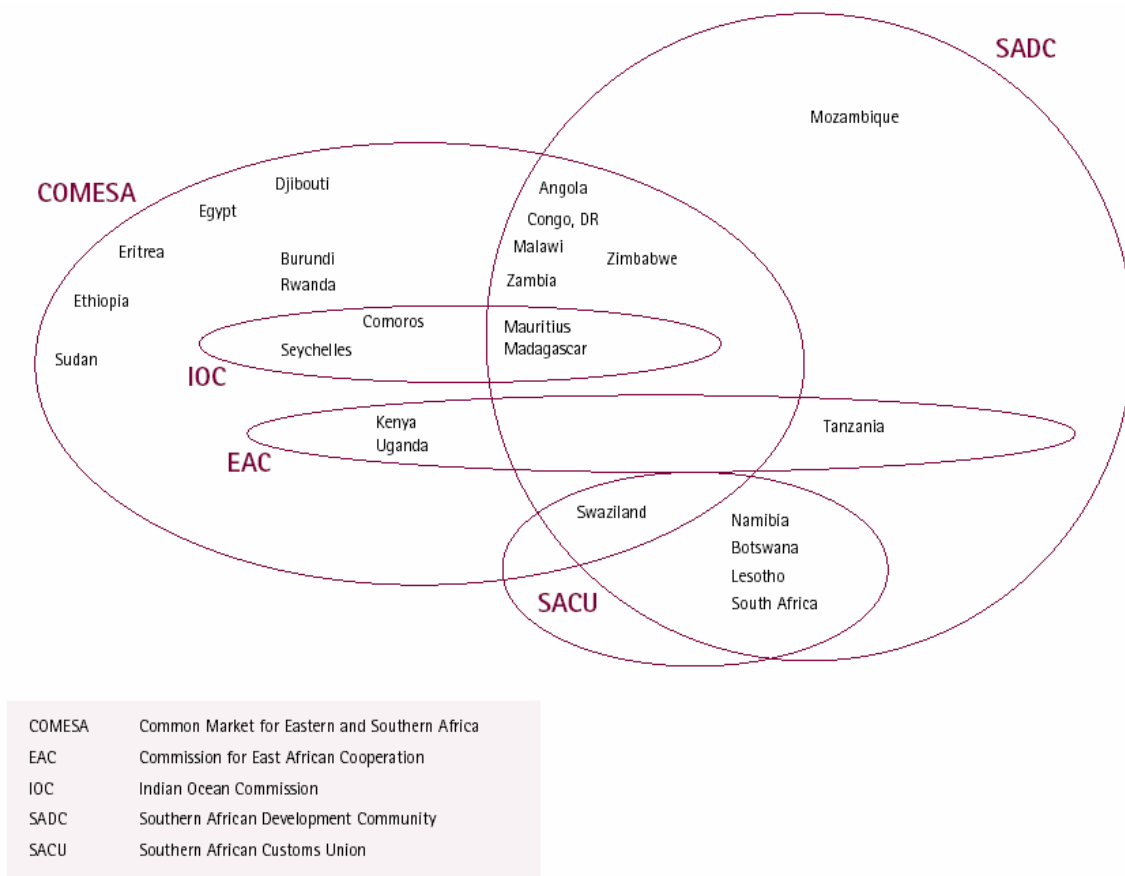 SADC
Mozambique
COMESA
Djibouti
Egypt
Eritrea
Ethiopia
Sudan
Burundi
Rwanda
Angola
Congo, DR
Malawi
Zimbabwe
Zambia
Comoros
Seychelles
Mauritius
Madagascar
IOC
Kenya
Uganda
Tanzania
EAC
Swaziland
Namibia
Botswana
Lesotho
South Africa
SACU
COMESA Common Market for Eastern and Southern Africa
EAC Commission for East African Cooperation
IOC Indian Ocean Commission
SADC Southern African Development Community
SACU Southern African Customs Union